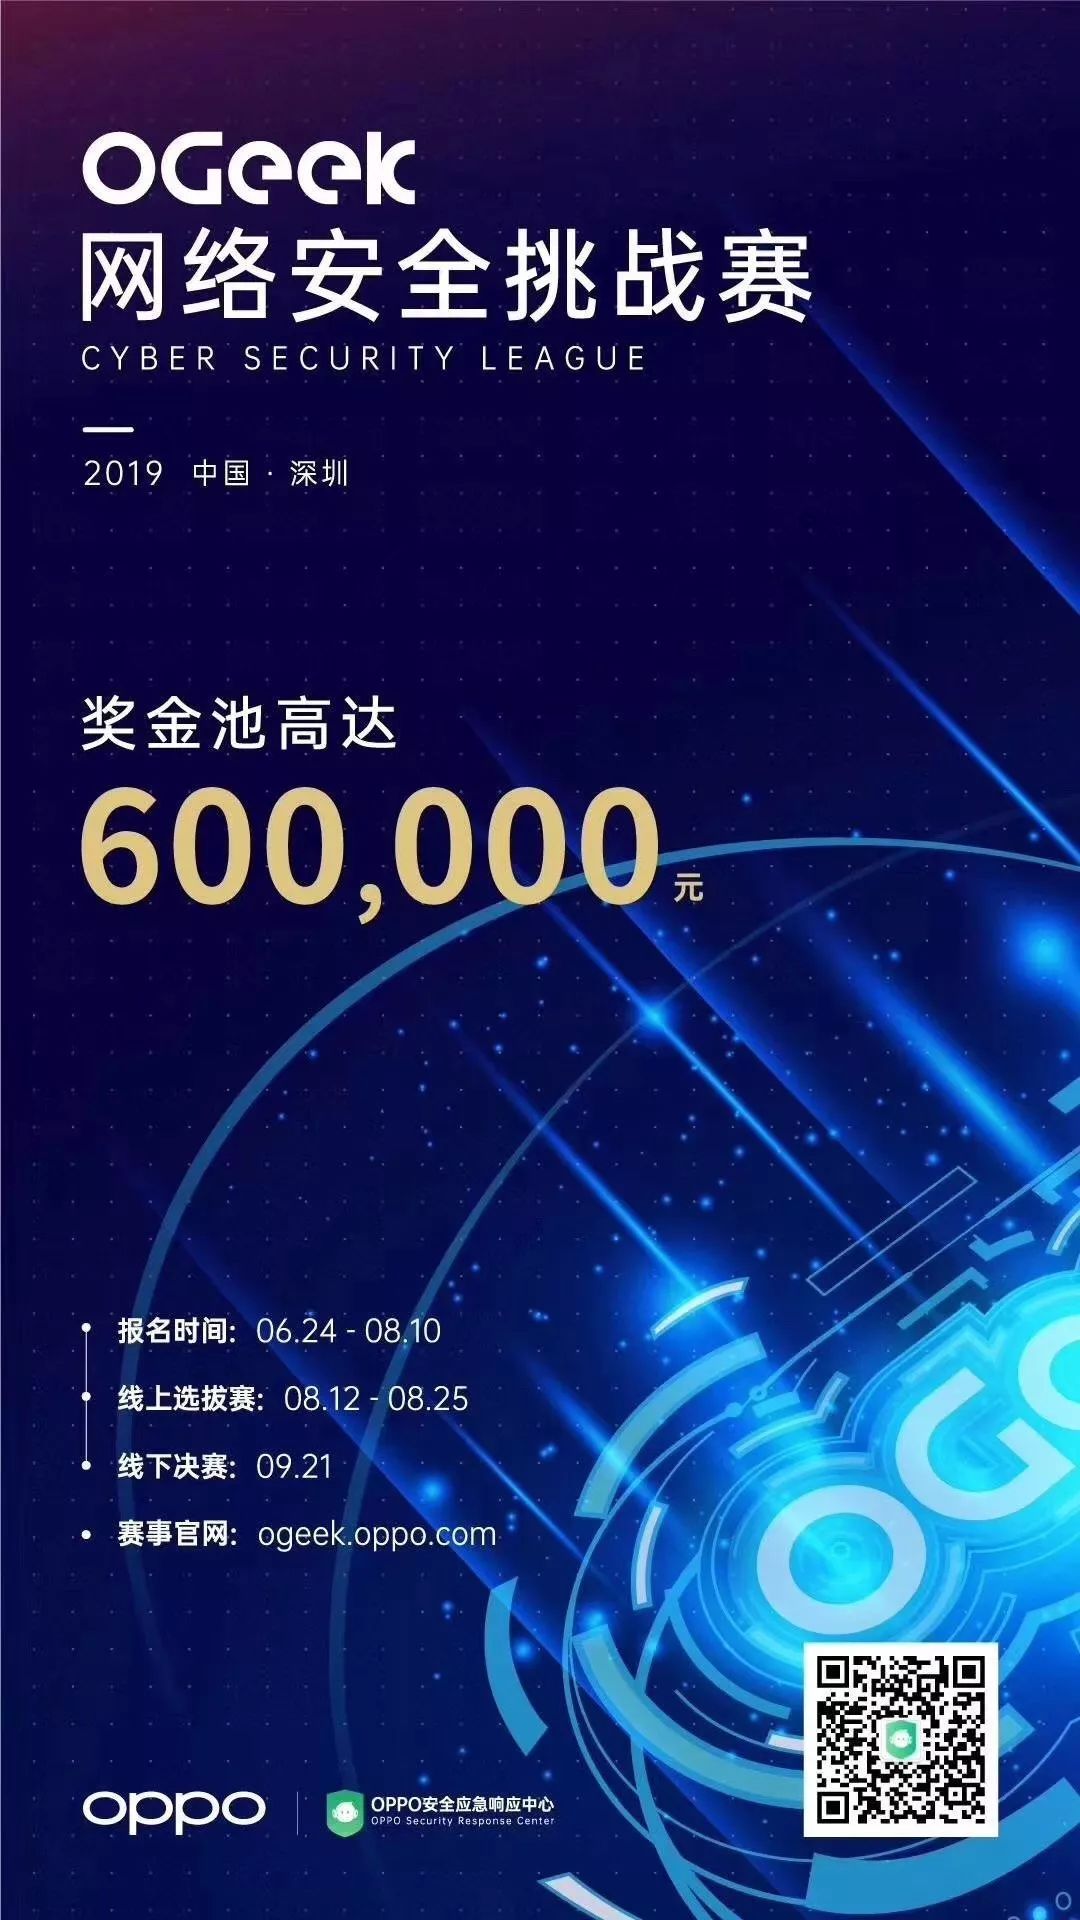 OGeek
网络安全挑战赛
CYBER SECURITY LEAGUE
2019 中国 · 深圳
奖金池高达
600,000元
报名时间: 06.24 - 08.10
线上选拔赛: 08.12 - 08.25
线下决赛: 09.21
赛事官网: ogeek.oppo.com
OGe
oppo
OPPO安全应急响应中心
OPPO Security Response Center